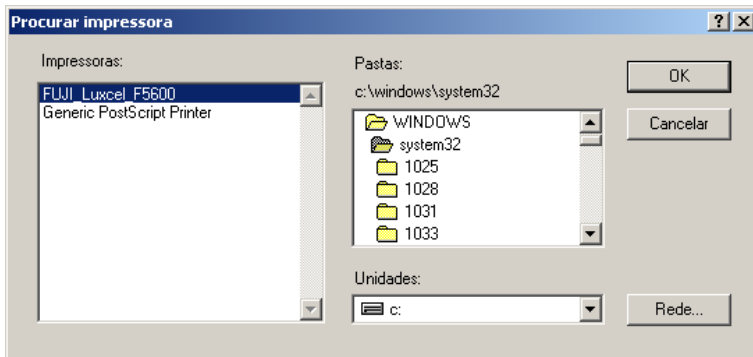 Procurar impressora
Impressoras:
FUJI_Luxcel_F5600
Generic PostScript Printer
Pastas:
c:\windows\system32
WINDOWS
system32
1025
1028
1031
1033
Unidades:
c:
OK
Cancelar
Rede...